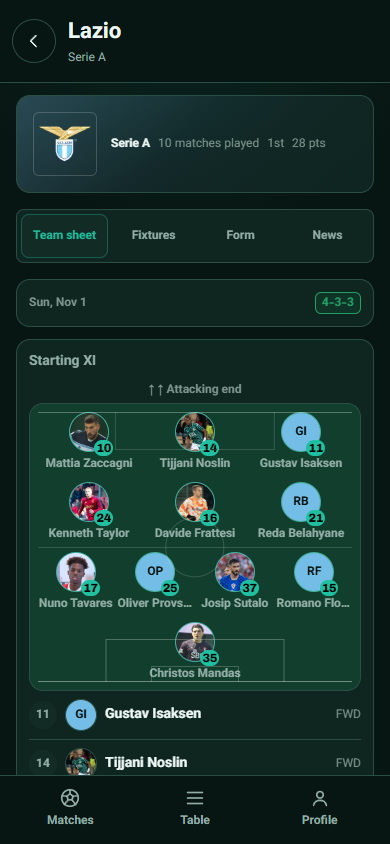 Lazio
Serie A
Serie A 10 matches played 1st 28 pts
Team sheet Fixtures Form News
Sun, Nov 1 4-3-3
Starting XI
↑↑ Attacking end
GI
10 14 11
Mattia Zaccagni Tijjani Noslin Gustav Isaksen
RB
24 16 21
Kenneth Taylor Davide Frattesi Reda Belahyane
OP RF
17 25 37 15
Nuno Tavares Oliver Provs... Josip Sutalo Romano Flo...
35
Christos Mandas
11 GI Gustav Isaksen FWD
14 Tijjani Noslin FWD
Matches Table Profile